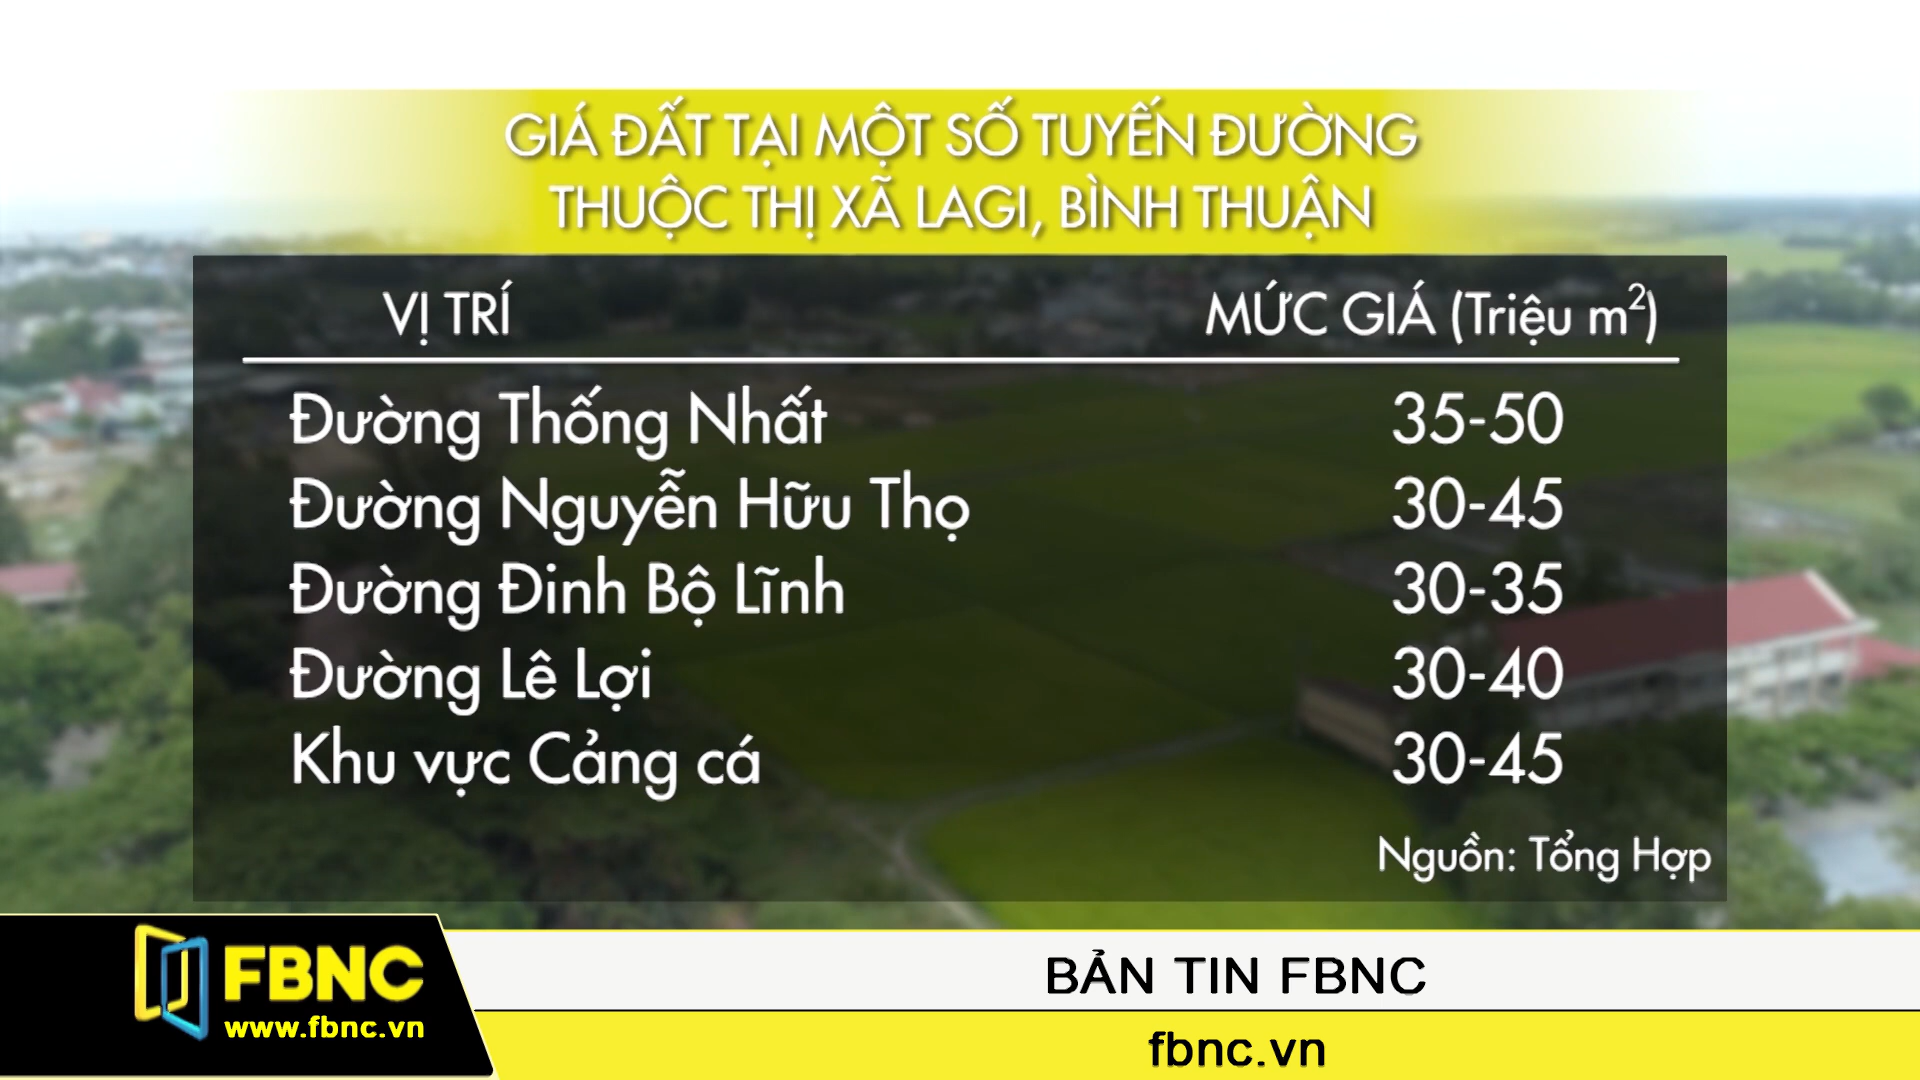 GIÁ ĐẤT TẠI MỘT SỐ TUYẾN ĐƯỜNG
THUỘC THỊ XÃ LAGI, BÌNH THUẬN
VỊ TRÍ MỨC GIÁ (Triệu m²)
Đường Thống Nhất 35-50
Đường Nguyễn Hữu Thọ 30-45
Đường Đinh Bộ Lĩnh 30-35
Đường Lê Lợi 30-40
Khu vực Cảng cá 30-45
Nguồn: Tổng Hợp
FBNC
www.fbnc.vn
BẢN TIN FBNC
fbnc.vn